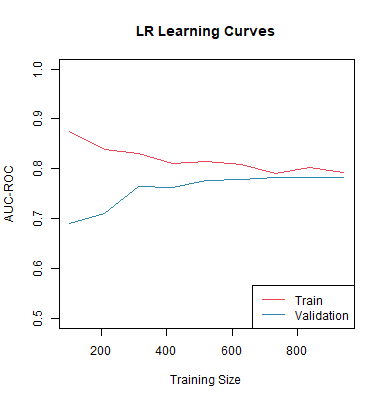 LR Learning Curves
AUC-ROC
1.0
0.9
0.8
0.7
0.6
0.5
200
400
600
800
Training Size
Train
Validation